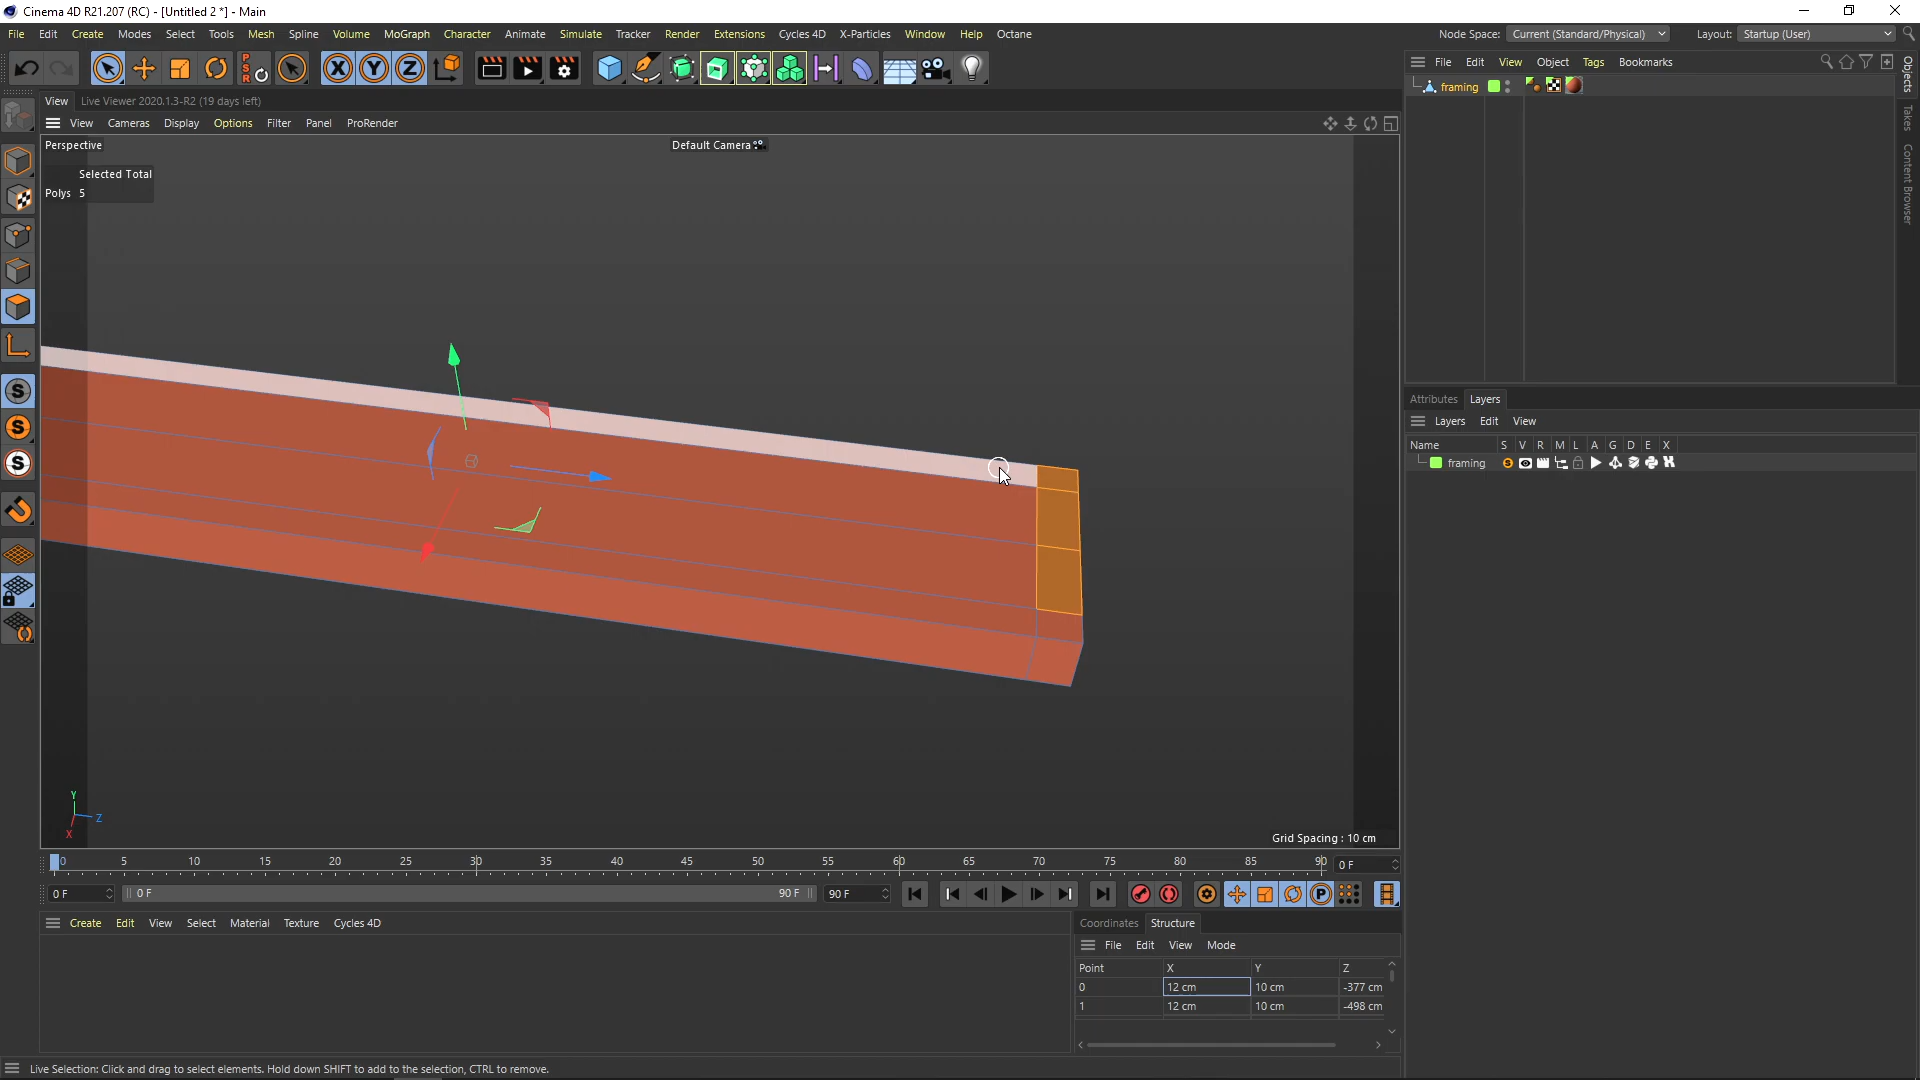 Cinema 4D R21.207 (RC) - [Untitled 2 *] - Main
File Edit Create Modes Select Tools Mesh Spline Volume MoGraph Character Animate Simulate Tracker Render Extensions Cycles 4D X-Particles Window Help Octane
Node Space: Current (Standard/Physical) Layout: Startup (User)
X Y Z
PSR
File Edit View Object Tags Bookmarks
framing
Objects
Takes
Content Browser
View Live Viewer 2020.1.3-R2 (19 days left)
View Cameras Display Options Filter Panel ProRender
Perspective
Default Camera
Selected Total
Polys 5
Y
Z
X
Grid Spacing : 10 cm
Attributes Layers
Layers Edit View
Name S V R M L A G D E X
framing
0 5 10 15 20 25 30 35 40 45 50 55 60 65 70 75 80 85 90 0 F
0 F 0 F 90 F 90 F
Create Edit View Select Material Texture Cycles 4D
Coordinates Structure
File Edit View Mode
Point X Y Z
0 12 cm 10 cm -377 cm
1 12 cm 10 cm -498 cm
Live Selection: Click and drag to select elements. Hold down SHIFT to add to the selection, CTRL to remove.